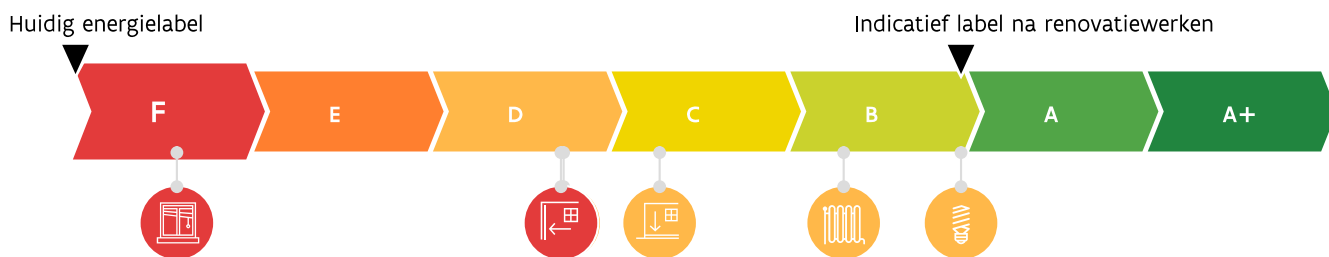 Huidig energielabel
Indicatief label na renovatiewerken
F E D C B A A+